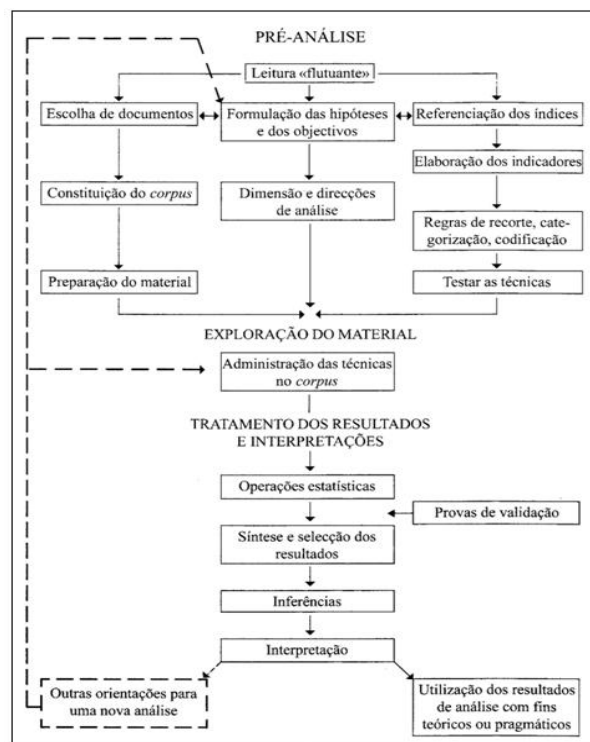 PRÉ-ANÁLISE
Leitura «flutuante»
Escolha de documentos
Formulação das hipóteses
e dos objectivos
Referenciação dos índices
Elaboração dos indicadores
Constituição do corpus
Dimensão e direcções
de análise
Regras de recorte, cate-
gorização, codificação
Preparação do material
Testar as técnicas
EXPLORAÇÃO DO MATERIAL
Administração das técnicas
no corpus
TRATAMENTO DOS RESULTADOS
E INTERPRETAÇÕES
Operações estatísticas
Provas de validação
Síntese e selecção dos
resultados
Inferências
Interpretação
Outras orientações para
uma nova análise
Utilização dos resultados
de análise com fins
teóricos ou pragmáticos